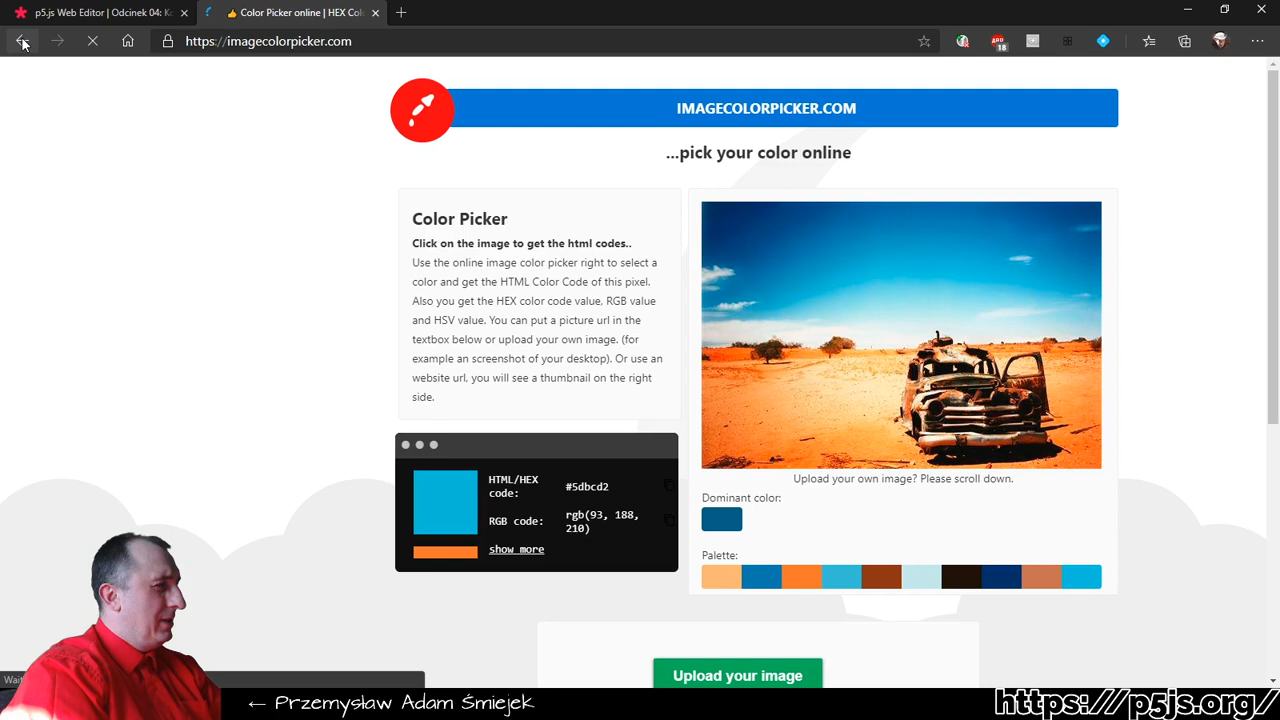 p5.js Web Editor | Odcinek 04: Ko
👍 Color Picker online | HEX Col
https://imagecolorpicker.com
18
IMAGECOLORPICKER.COM
...pick your color online
Color Picker
Click on the image to get the html codes..
Use the online image color picker right to select a
color and get the HTML Color Code of this pixel.
Also you get the HEX color code value, RGB value
and HSV value. You can put a picture url in the
textbox below or upload your own image. (for
example an screenshot of your desktop). Or use an
website url, you will see a thumbnail on the right
side.
HTML/HEX
code:
#5dbcd2
RGB code:
rgb(93, 188,
210)
show more
Upload your own image? Please scroll down.
Dominant color:
Palette:
Upload your image
Wait
← Przemysław Adam Śmiejek
https://p5js.org/